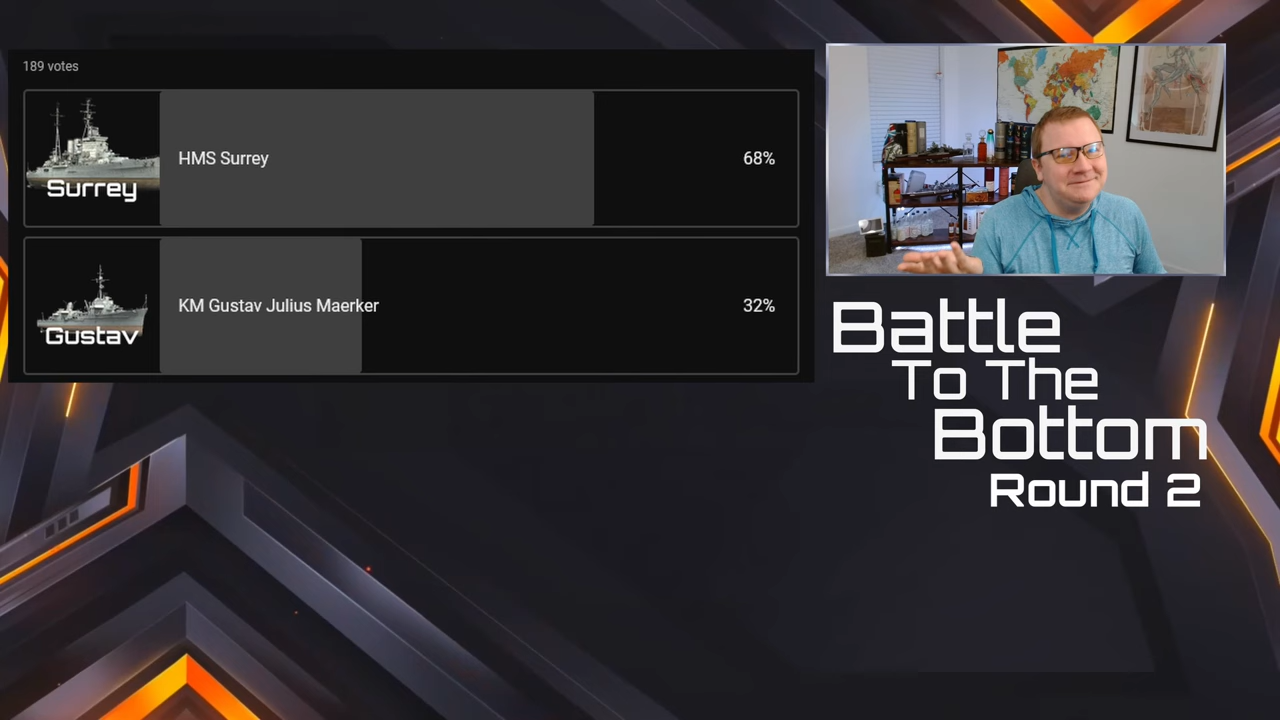 189 votes
Surrey
HMS Surrey
68%
Gustav
KM Gustav Julius Maerker
32%
Battle
To The
Bottom
Round 2